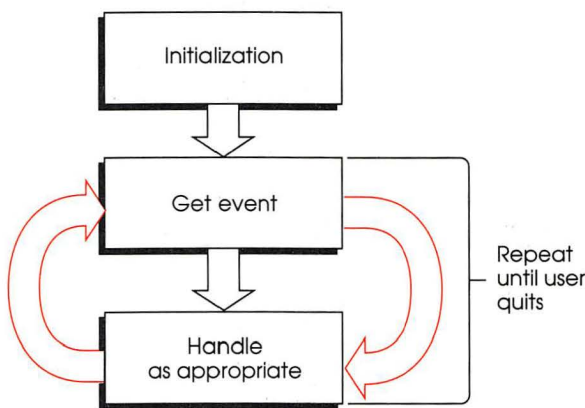 Initialization
Get event
Handle
as appropriate
Repeat
until user
quits